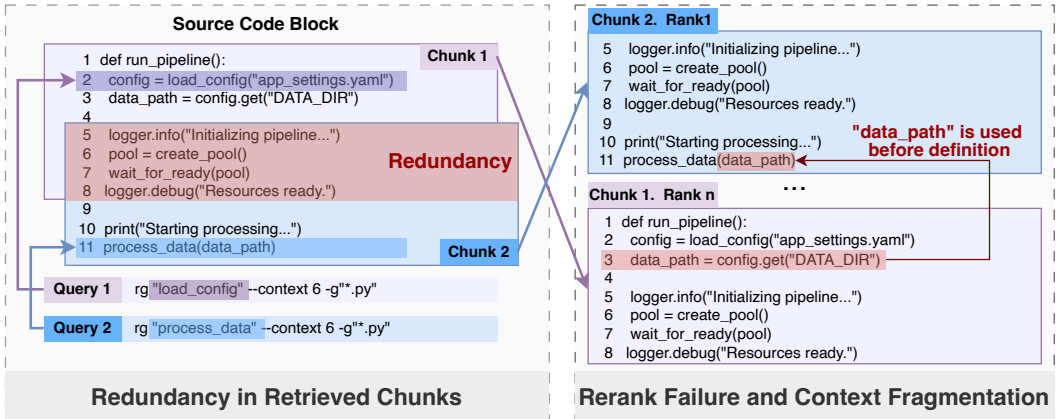 Source Code Block
Chunk 1
1 def run_pipeline():
2 config = load_config("app_settings.yaml")
3 data_path = config.get("DATA_DIR")
4
5 logger.info("Initializing pipeline...")
6 pool = create_pool()
7 wait_for_ready(pool)
8 logger.debug("Resources ready.")
Redundancy
9
10 print("Starting processing...")
11 process_data(data_path)
Chunk 2
Query 1 rg "load_config" --context 6 -g"*.py"
Query 2 rg "process_data" --context 6 -g"*.py"
Redundancy in Retrieved Chunks
Chunk 2. Rank1
5 logger.info("Initializing pipeline...")
6 pool = create_pool()
7 wait_for_ready(pool)
8 logger.debug("Resources ready.")
9
10 print("Starting processing...")
11 process_data(data_path)
"data_path" is used
before definition
...
Chunk 1. Rank n
1 def run_pipeline():
2 config = load_config("app_settings.yaml")
3 data_path = config.get("DATA_DIR")
4
5 logger.info("Initializing pipeline...")
6 pool = create_pool()
7 wait_for_ready(pool)
8 logger.debug("Resources ready.")
Rerank Failure and Context Fragmentation